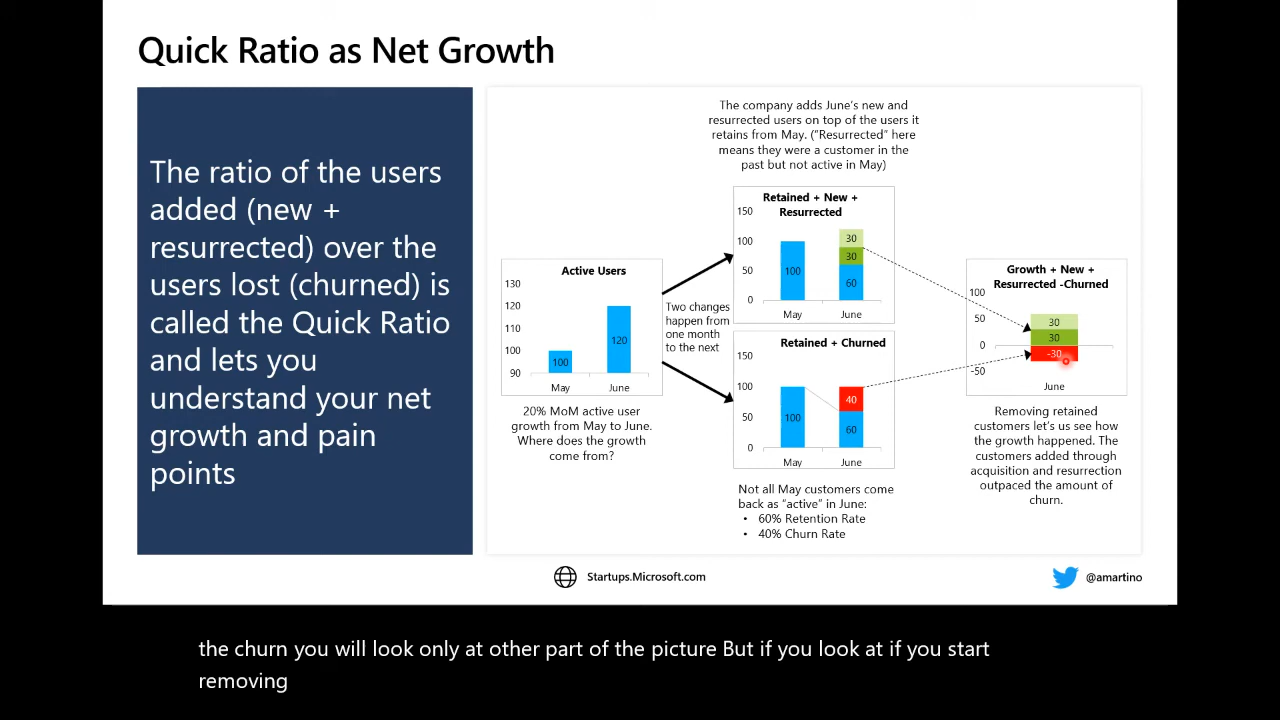 Quick Ratio as Net Growth
The ratio of the users
added (new +
resurrected) over the
users lost (churned) is
called the Quick Ratio
and lets you
understand your net
growth and pain
points
The company adds June's new and
resurrected users on top of the users it
retains from May. ("Resurrected" here
means they were a customer in the
past but not active in May)
Active Users
130
120
110
100
90
100
120
May June
20% MoM active user
growth from May to June.
Where does the growth
come from?
Two changes
happen from
one month
to the next
Retained + New +
Resurrected
150
100
50
0
100
30
30
60
May June
Retained + Churned
150
100
50
0
100
40
60
May June
Not all May customers come
back as "active" in June:
• 60% Retention Rate
• 40% Churn Rate
Growth + New +
Resurrected -Churned
100
50
0
-50
30
30
-30
June
Removing retained
customers let's us see how
the growth happened. The
customers added through
acquisition and resurrection
outpaced the amount of
churn.
Startups.Microsoft.com
@amartino
the churn you will look only at other part of the picture But if you look at if you start
removing